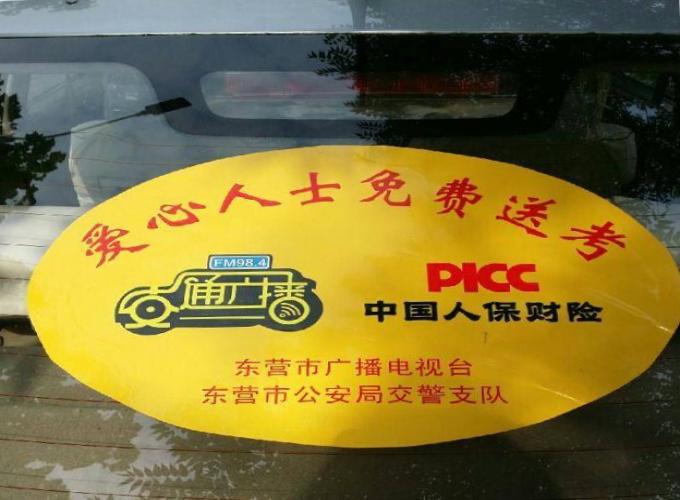 爱心人士免费送考
FM98.4
交通广播
PICC
中国人保财险
东营市广播电视台
东营市公安局交警支队